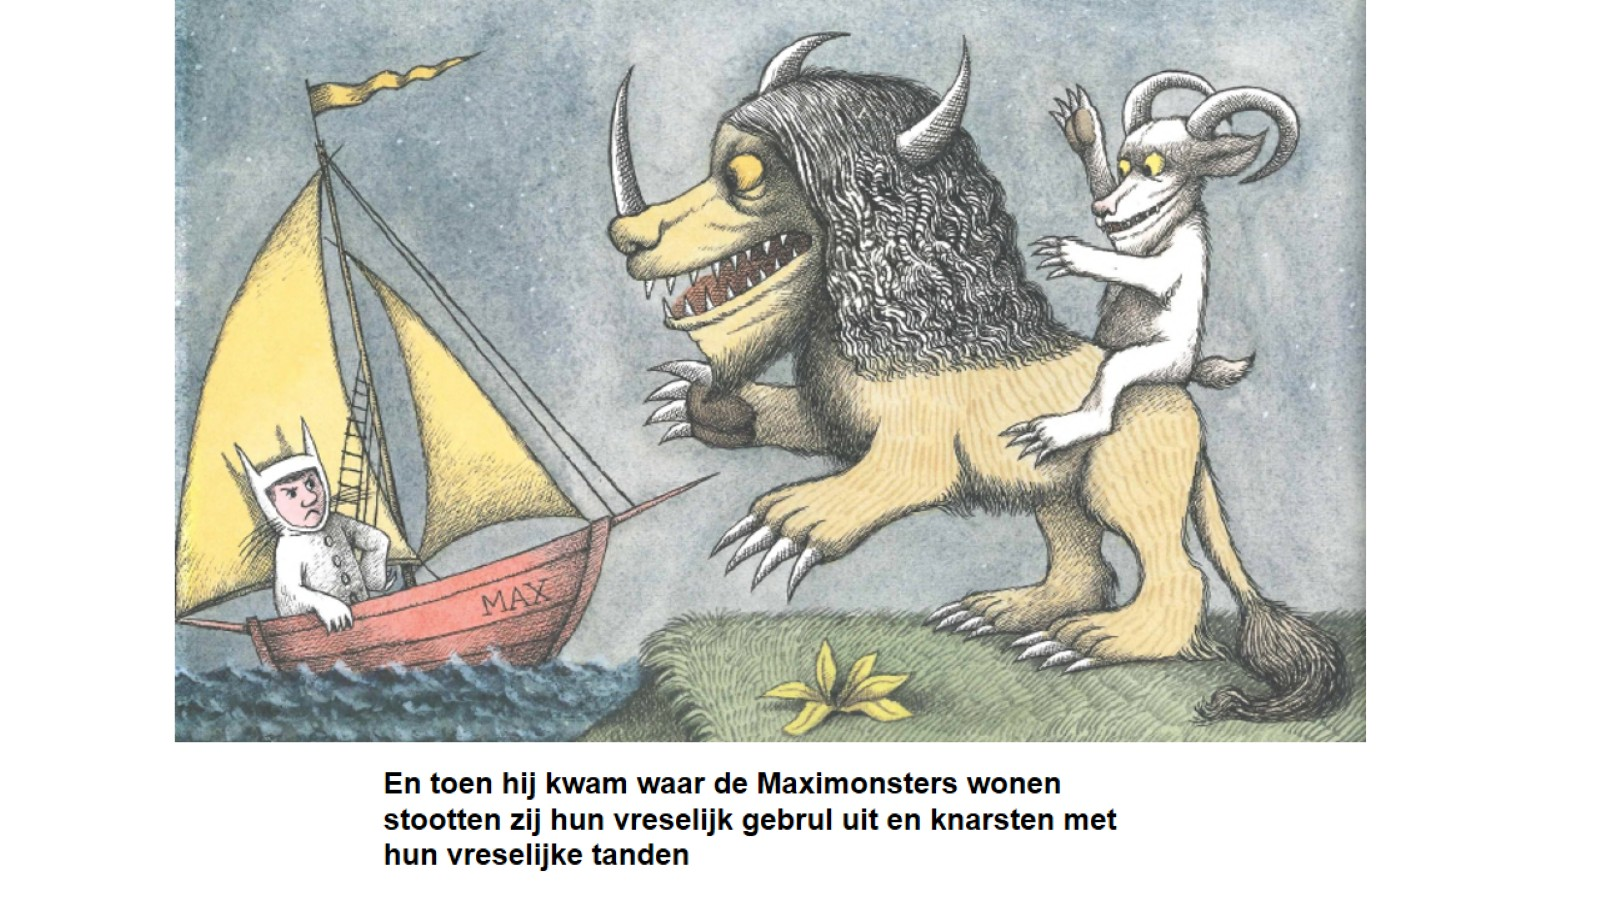 MAX
En toen hij kwam waar de Maximonsters wonen
stootten zij hun vreselijk gebrul uit en knarsten met
hun vreselijke tanden